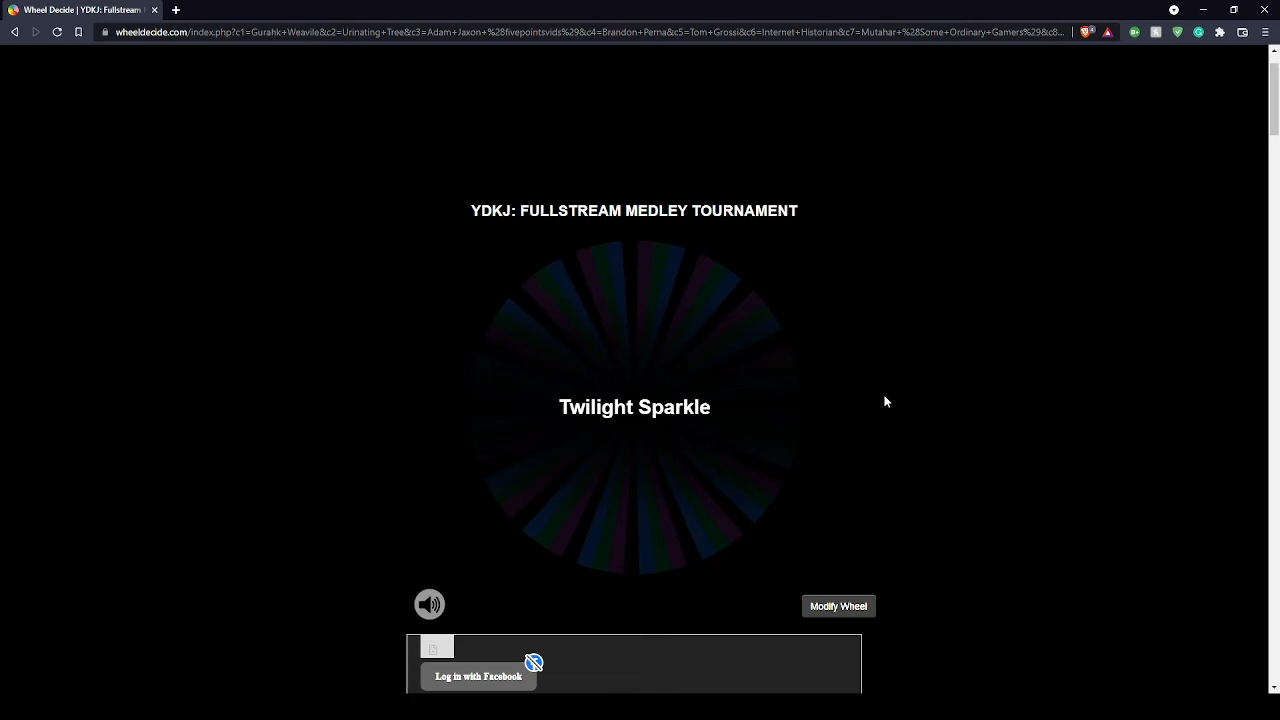 Wheel Decide | YDKJ: Fullstream
wheeldecide.com/index.php?c1=Gurahk+Weavile&c2=Urinating+Tree&c3=Adam+Jaxon+%28fivepointsvids%29&c4=Brandon+Perna&c5=Tom+Grossi&c6=Internet+Historian&c7=Mutahar+%28Some+Ordinary+Gamers%29&c8...
YDKJ: FULLSTREAM MEDLEY TOURNAMENT
Twilight Sparkle
Modify Wheel
Log in with Facebook